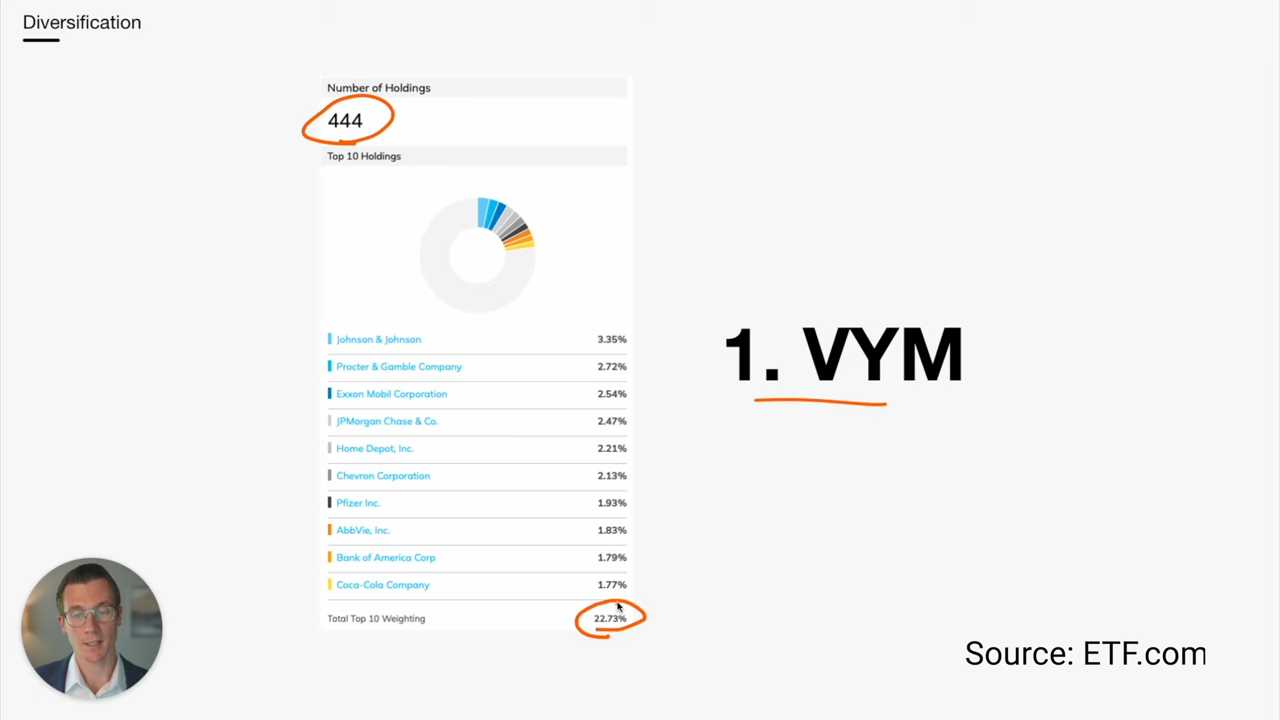 Diversification
Number of Holdings
444
Top 10 Holdings
Johnson & Johnson 3.35%
Procter & Gamble Company 2.72%
Exxon Mobil Corporation 2.54%
JPMorgan Chase & Co. 2.47%
Home Depot, Inc. 2.21%
Chevron Corporation 2.13%
Pfizer Inc. 1.93%
AbbVie, Inc. 1.83%
Bank of America Corp 1.79%
Coca-Cola Company 1.77%
Total Top 10 Weighting 22.73%
1. VYM
Source: ETF.com